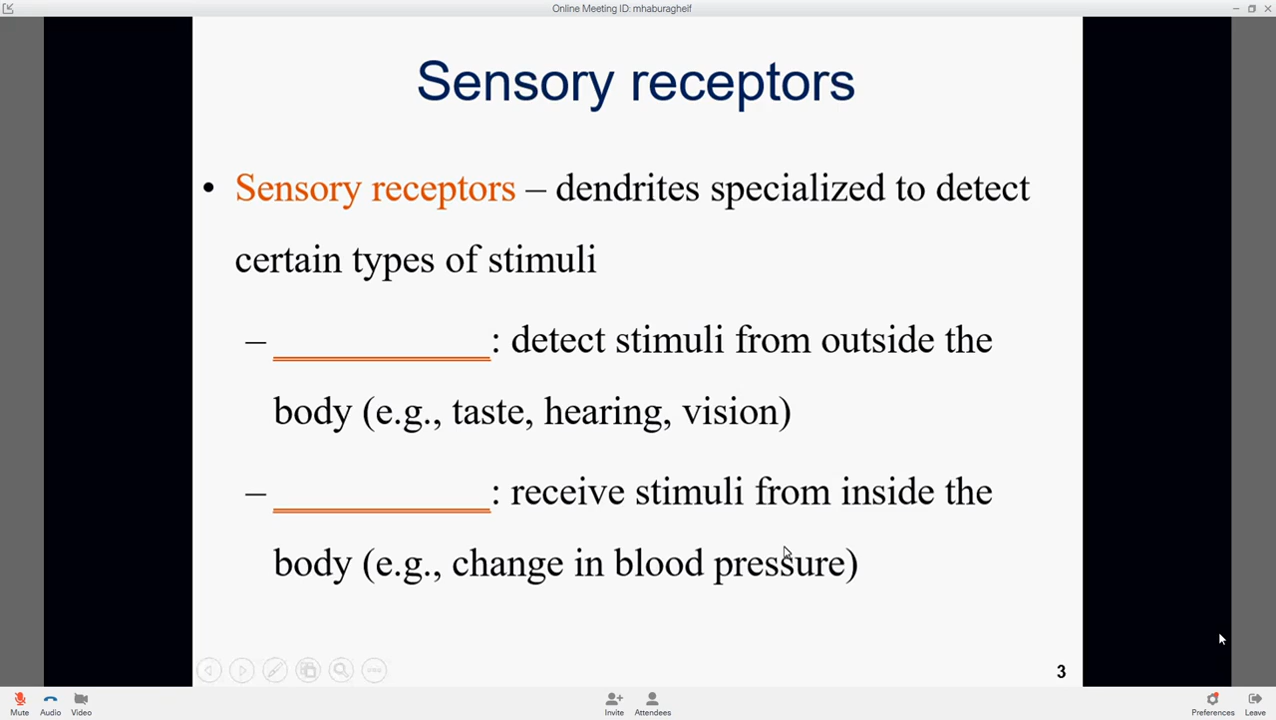 Online Meeting ID: mhaburagheif
Sensory receptors
• Sensory receptors – dendrites specialized to detect
certain types of stimuli
– ____________: detect stimuli from outside the
body (e.g., taste, hearing, vision)
– ____________: receive stimuli from inside the
body (e.g., change in blood pressure)
3
Mute Audio Video Invite Attendees Preferences Leave